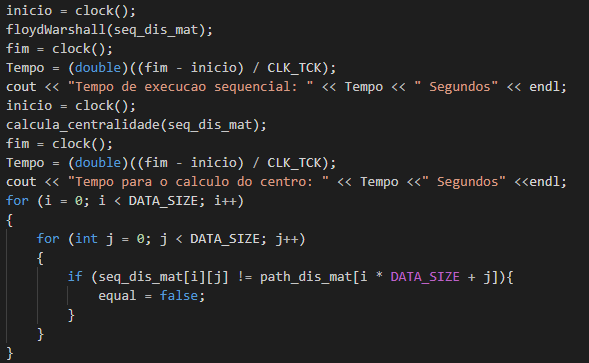 inicio = clock();
floydWarshall(seq_dis_mat);
fim = clock();
Tempo = (double)((fim - inicio) / CLK_TCK);
cout << "Tempo de execucao sequencial: " << Tempo << " Segundos" << endl;
inicio = clock();
calcula_centralidade(seq_dis_mat);
fim = clock();
Tempo = (double)((fim - inicio) / CLK_TCK);
cout << "Tempo para o calculo do centro: " << Tempo <<" Segundos" <<endl;
for (i = 0; i < DATA_SIZE; i++)
{
    for (int j = 0; j < DATA_SIZE; j++)
    {
        if (seq_dis_mat[i][j] != path_dis_mat[i * DATA_SIZE + j]){
            equal = false;
        }
    }
}